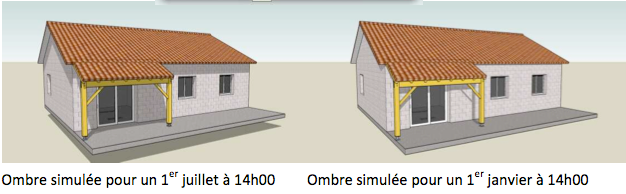 Ombre simulée pour un 1er juillet à 14h00
Ombre simulée pour un 1er janvier à 14h00